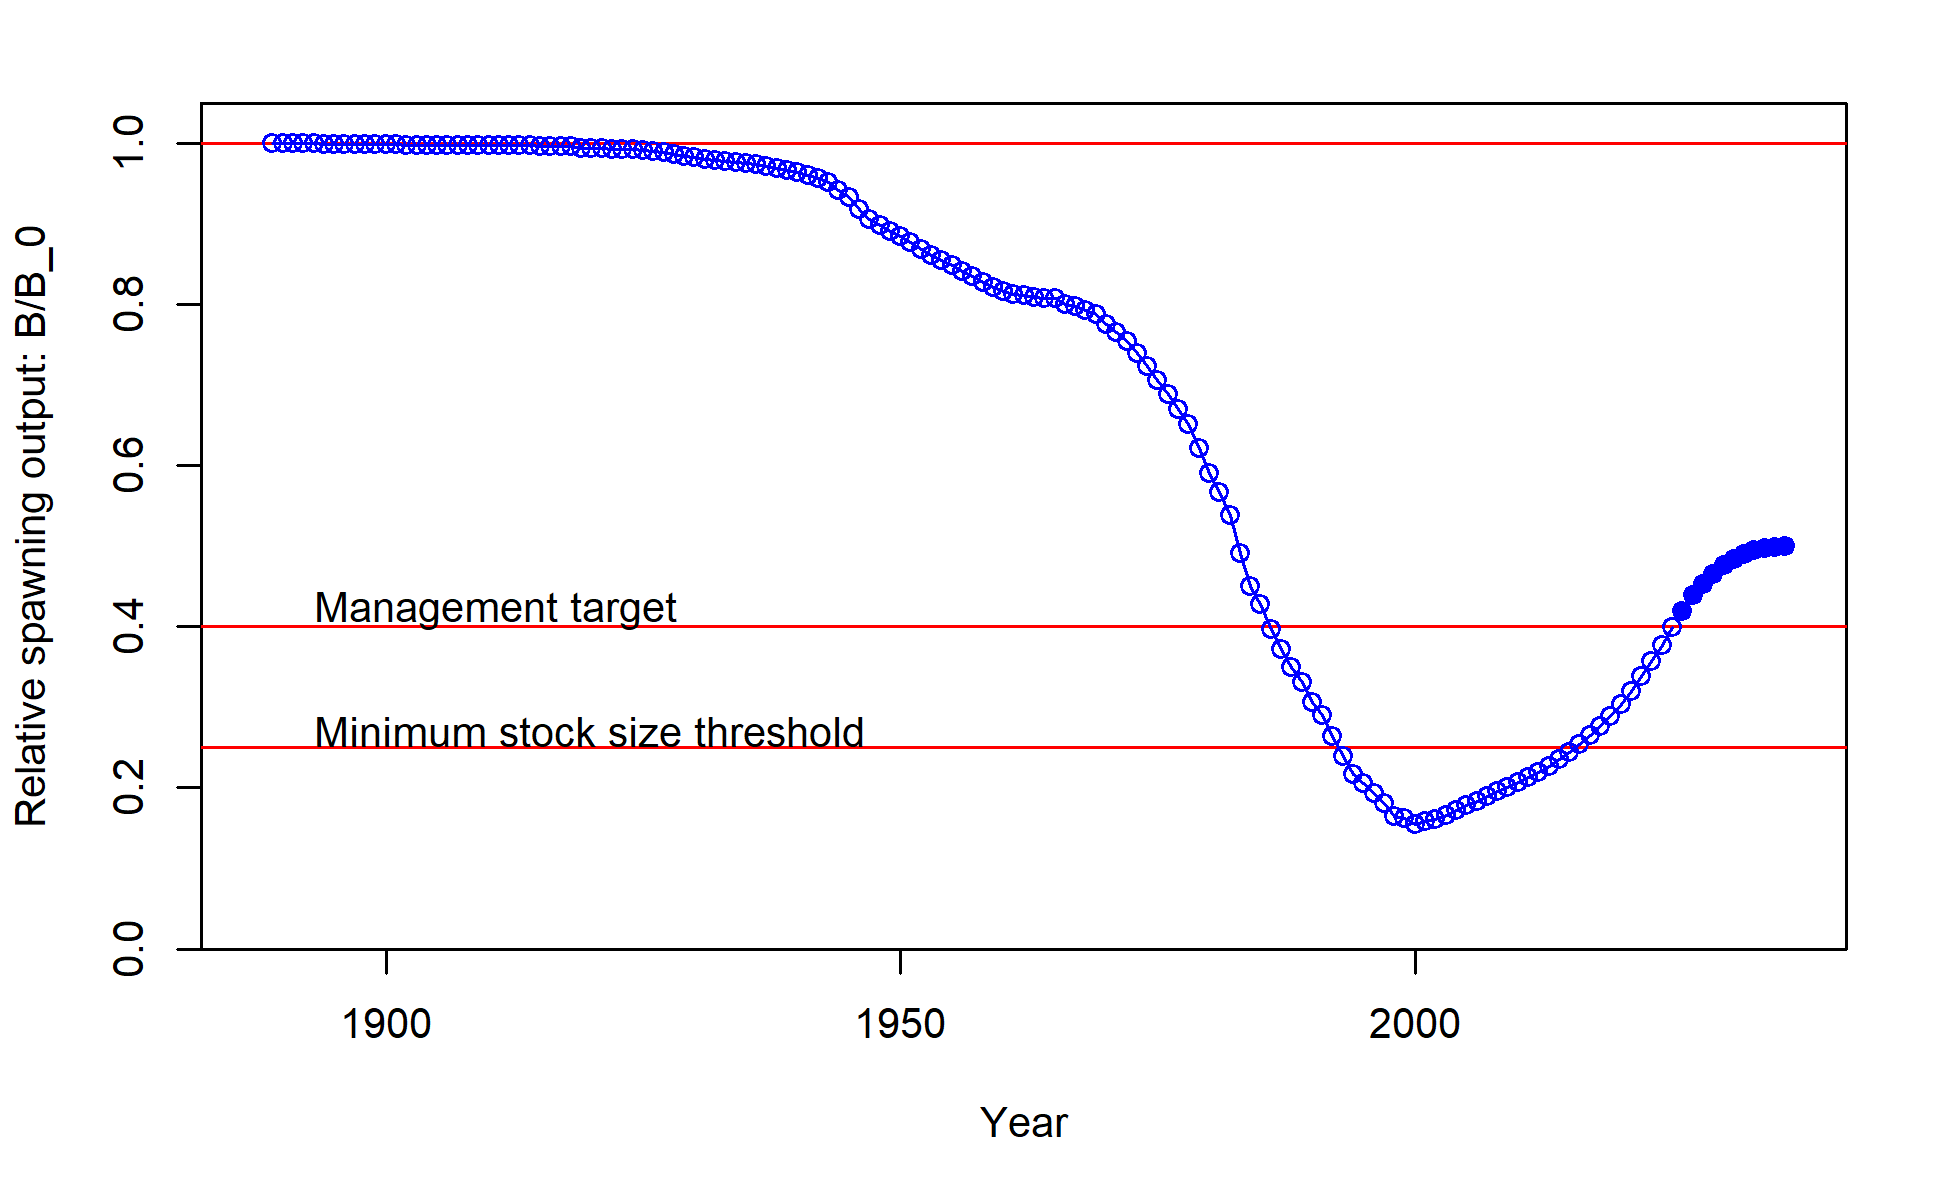 Relative spawning output: B/B_0
1.0
0.8
0.6
0.4
0.2
0.0
Management target
Minimum stock size threshold
1900 1950 2000
Year